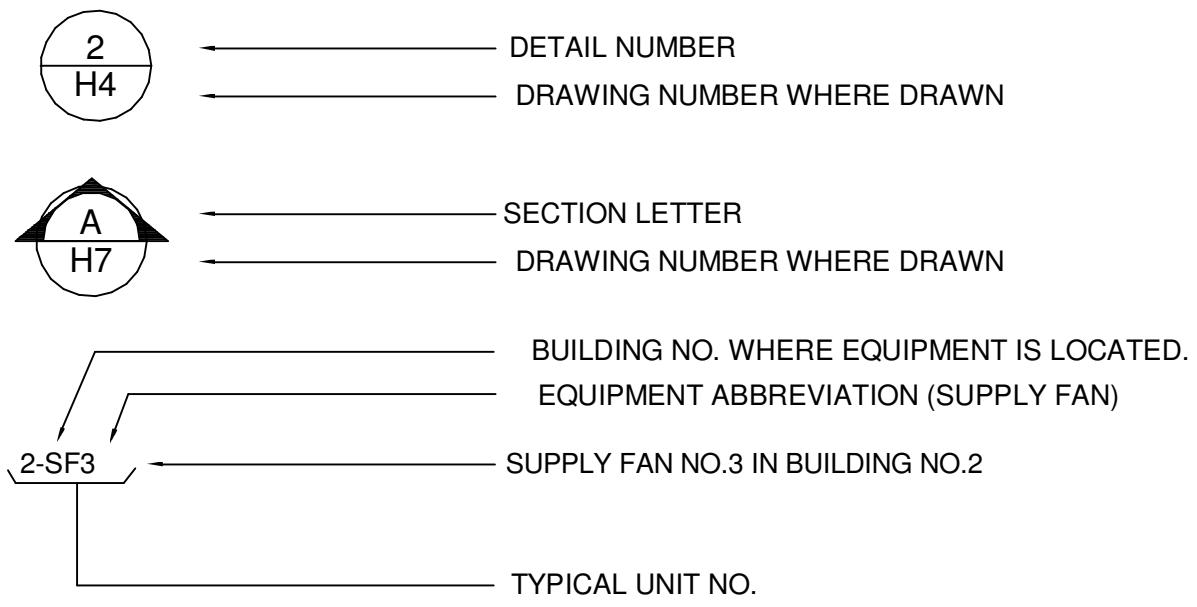 2
H4
DETAIL NUMBER
DRAWING NUMBER WHERE DRAWN
A
H7
SECTION LETTER
DRAWING NUMBER WHERE DRAWN
BUILDING NO. WHERE EQUIPMENT IS LOCATED.
EQUIPMENT ABBREVIATION (SUPPLY FAN)
2-SF3
SUPPLY FAN NO.3 IN BUILDING NO.2
TYPICAL UNIT NO.